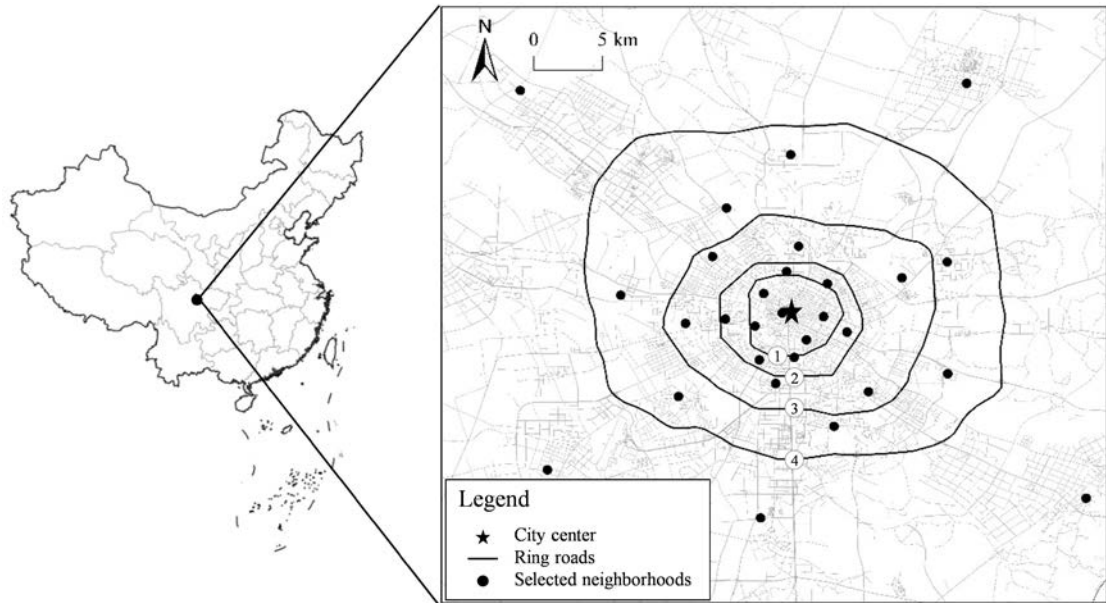 N
0 5 km
1
2
3
4
Legend
City center
Ring roads
Selected neighborhoods